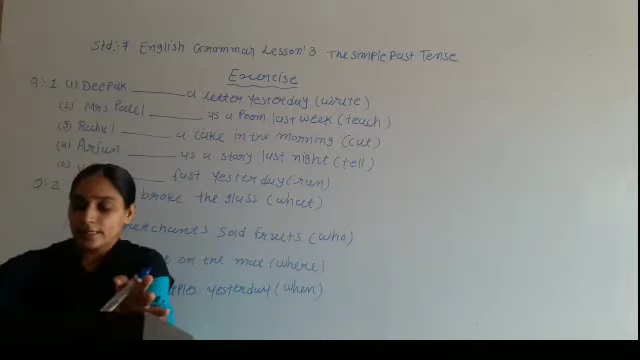 Std:7 English Grammar Lesson:3 The Simple Past Tense
Exercise
Q:1 (1) Deepak ______ a letter yesterday (write)
(2) Mrs Patel ______ us a Poem last week (teach)
(3) Rahul ______ a cake in the morning (cut)
(4) Arjun ______ us a story last night (tell)
(5) ______ fast yesterday (run)
Q:2 broke the glass (what)
merchants sold fruits (who)
on the mat (where)
yesterday (when)